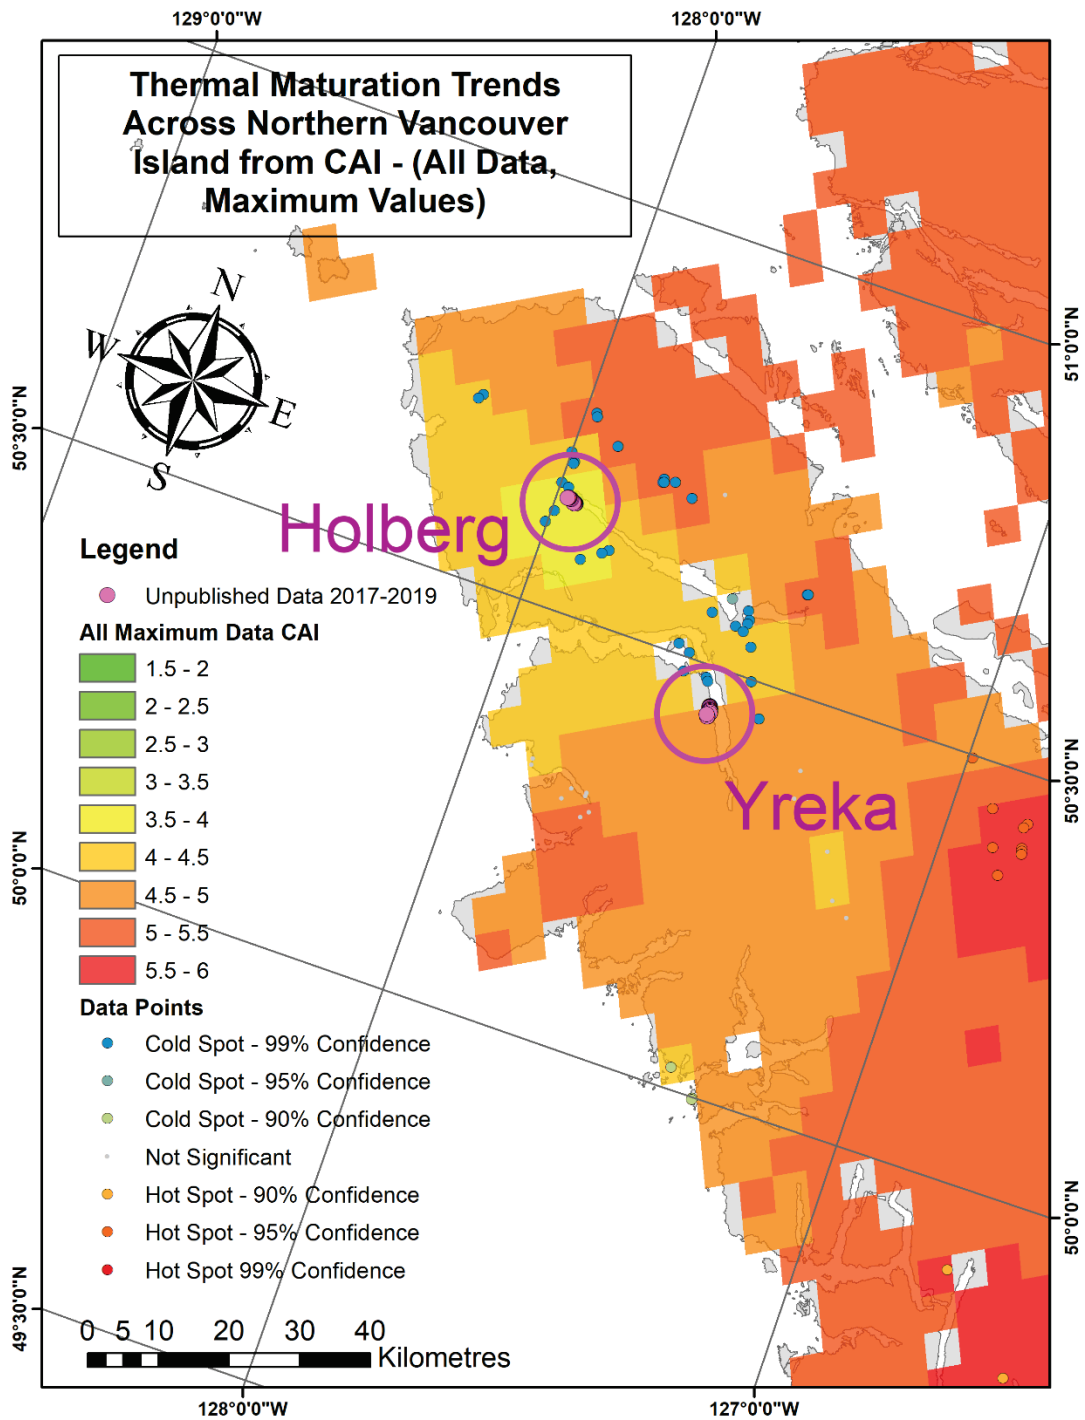 129°0'0"W
128°0'0"W
Thermal Maturation Trends
Across Northern Vancouver
Island from CAI - (All Data,
Maximum Values)
N
W
E
S
51°0'0"N
50°30'0"N
Holberg
Legend
Unpublished Data 2017-2019
All Maximum Data CAI
1.5 - 2
2 - 2.5
2.5 - 3
3 - 3.5
3.5 - 4
4 - 4.5
4.5 - 5
5 - 5.5
5.5 - 6
Yreka
50°30'0"N
50°0'0"N
Data Points
Cold Spot - 99% Confidence
Cold Spot - 95% Confidence
Cold Spot - 90% Confidence
Not Significant
Hot Spot - 90% Confidence
Hot Spot - 95% Confidence
Hot Spot 99% Confidence
50°0'0"N
49°30'0"N
0 5 10 20 30 40
Kilometres
128°0'0"W
127°0'0"W